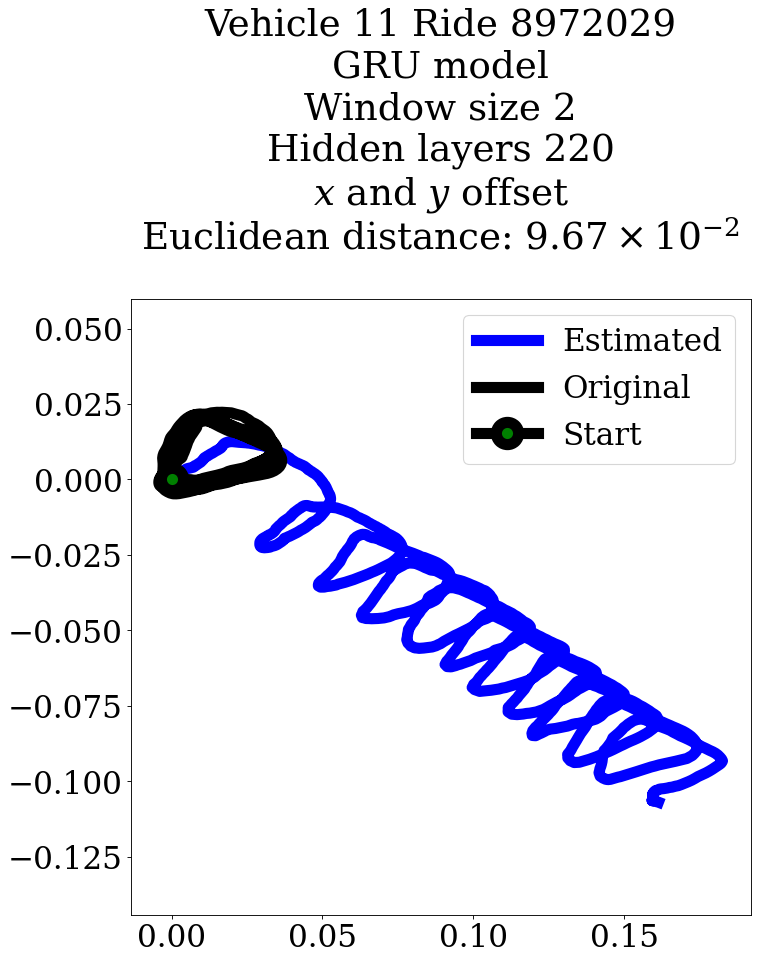 Vehicle 11 Ride 8972029
GRU model
Window size 2
Hidden layers 220
x and y offset
Euclidean distance: 9.67 × 10⁻²
Estimated
Original
Start
0.050
0.025
0.000
−0.025
−0.050
−0.075
−0.100
−0.125
0.00 0.05 0.10 0.15